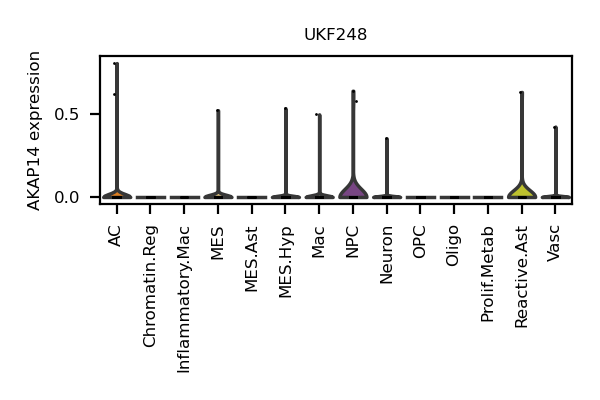 UKF248
AKAP14 expression
0.5
0.0
AC
Chromatin.Reg
Inflammatory.Mac
MES
MES.Ast
MES.Hyp
Mac
NPC
Neuron
OPC
Oligo
Prolif.Metab
Reactive.Ast
Vasc